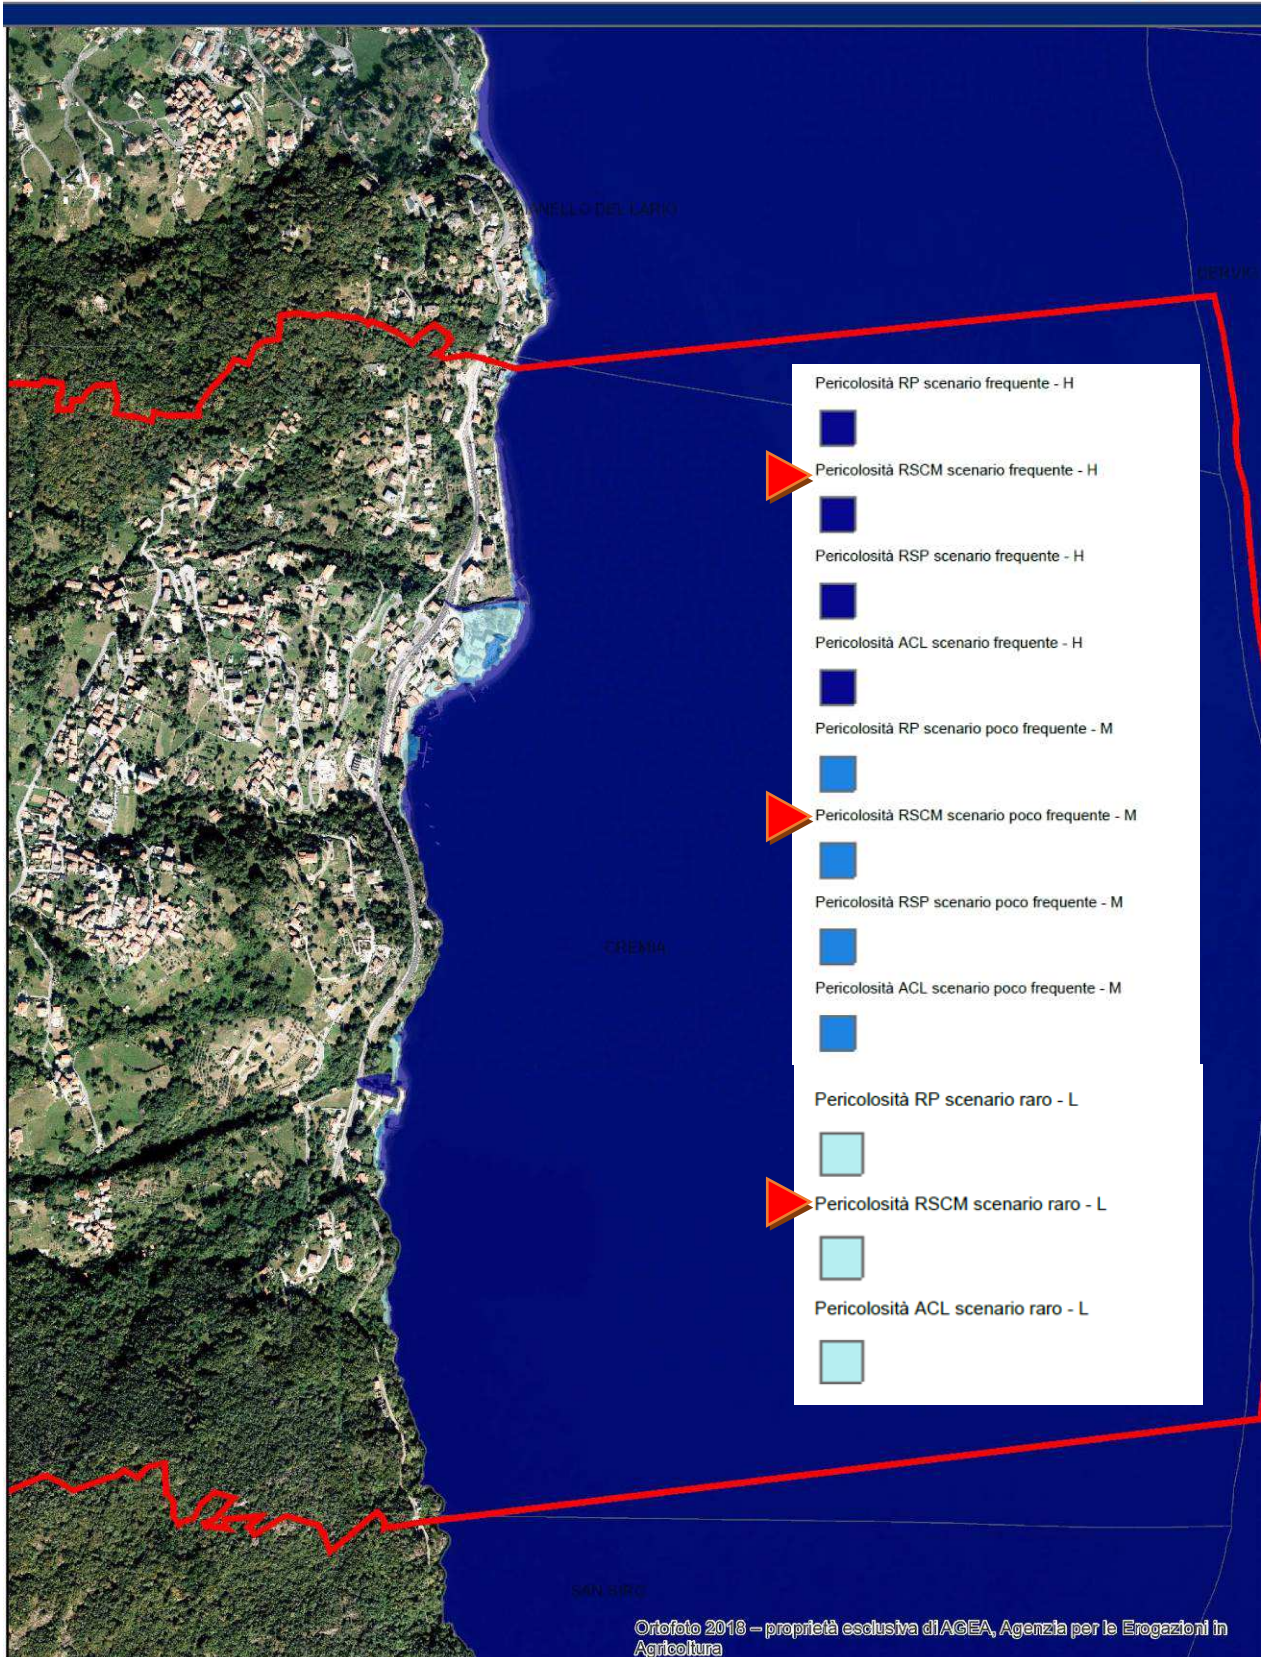 CREMIA
SAN SIRO
Pericolosità RP scenario frequente - H
Pericolosità RSCM scenario frequente - H
Pericolosità RSP scenario frequente - H
Pericolosità ACL scenario frequente - H
Pericolosità RP scenario poco frequente - M
Pericolosità RSCM scenario poco frequente - M
Pericolosità RSP scenario poco frequente - M
Pericolosità ACL scenario poco frequente - M
Pericolosità RP scenario raro - L
Pericolosità RSCM scenario raro - L
Pericolosità ACL scenario raro - L
Ortofoto 2018 – proprietà esclusiva di AGEA, Agenzia per le Erogazioni in
Agricoltura